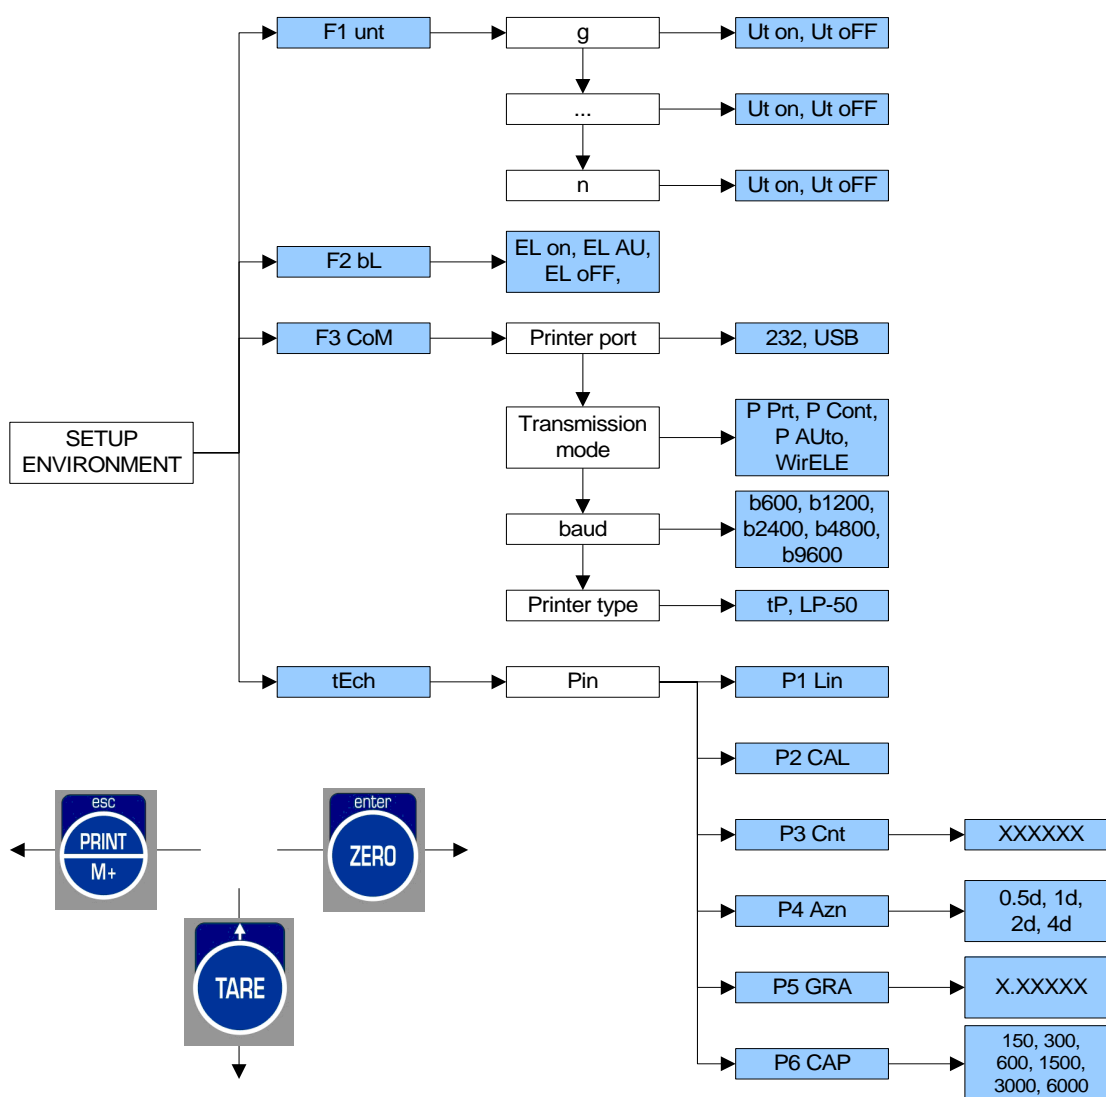 F1 unt
g
Ut on, Ut oFF
...
Ut on, Ut oFF
n
Ut on, Ut oFF
F2 bL
EL on, EL AU,
EL oFF,
F3 CoM
Printer port
232, USB
SETUP
ENVIRONMENT
Transmission
mode
P Prt, P Cont,
P AUto,
WirELE
baud
b600, b1200,
b2400, b4800,
b9600
Printer type
tP, LP-50
tEch
Pin
P1 Lin
P2 CAL
P3 Cnt
XXXXXX
P4 Azn
0.5d, 1d,
2d, 4d
P5 GRA
X.XXXXX
P6 CAP
150, 300,
600, 1500,
3000, 6000
esc
PRINT
M+
enter
ZERO
TARE